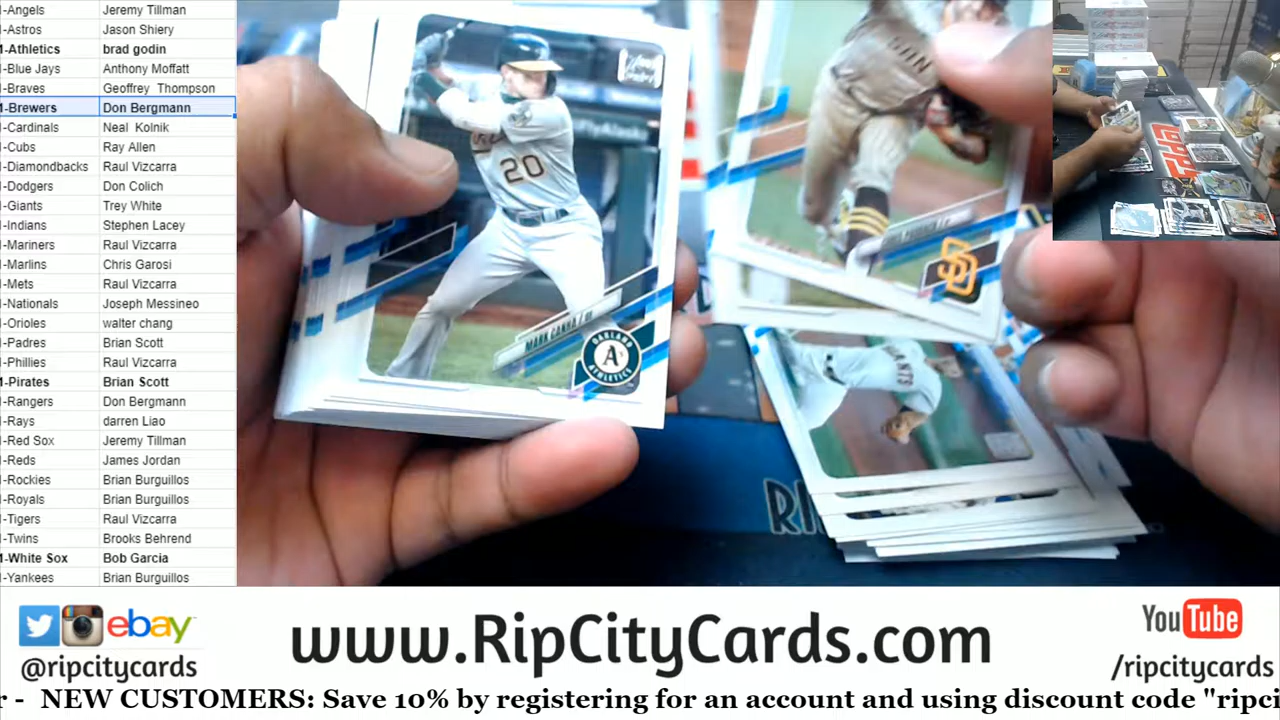 -Angels Jeremy Tillman
-Astros Jason Shiery
-Athletics brad godin
-Blue Jays Anthony Moffatt
-Braves Geoffrey Thompson
-Brewers Don Bergmann
-Cardinals Neal Kolnik
-Cubs Ray Allen
-Diamondbacks Raul Vizcarra
-Dodgers Don Colich
-Giants Trey White
-Indians Stephen Lacey
-Mariners Raul Vizcarra
-Marlins Chris Garosi
-Mets Raul Vizcarra
-Nationals Joseph Messineo
-Orioles walter chang
-Padres Brian Scott
-Phillies Raul Vizcarra
-Pirates Brian Scott
-Rangers Don Bergmann
-Rays darren Liao
-Red Sox Jeremy Tillman
-Reds James Jordan
-Rockies Brian Burguillos
-Royals Brian Burguillos
-Tigers Raul Vizcarra
-Twins Brooks Behrend
-White Sox Bob Garcia
-Yankees Brian Burguillos
20
MARK CANHA
OAKLAND
A's
ATHLETICS
SD
GIANTS
ebay
@ripcitycards
www.RipCityCards.com
YouTube
/ripcitycards
r - NEW CUSTOMERS: Save 10% by registering for an account and using discount code "ripci